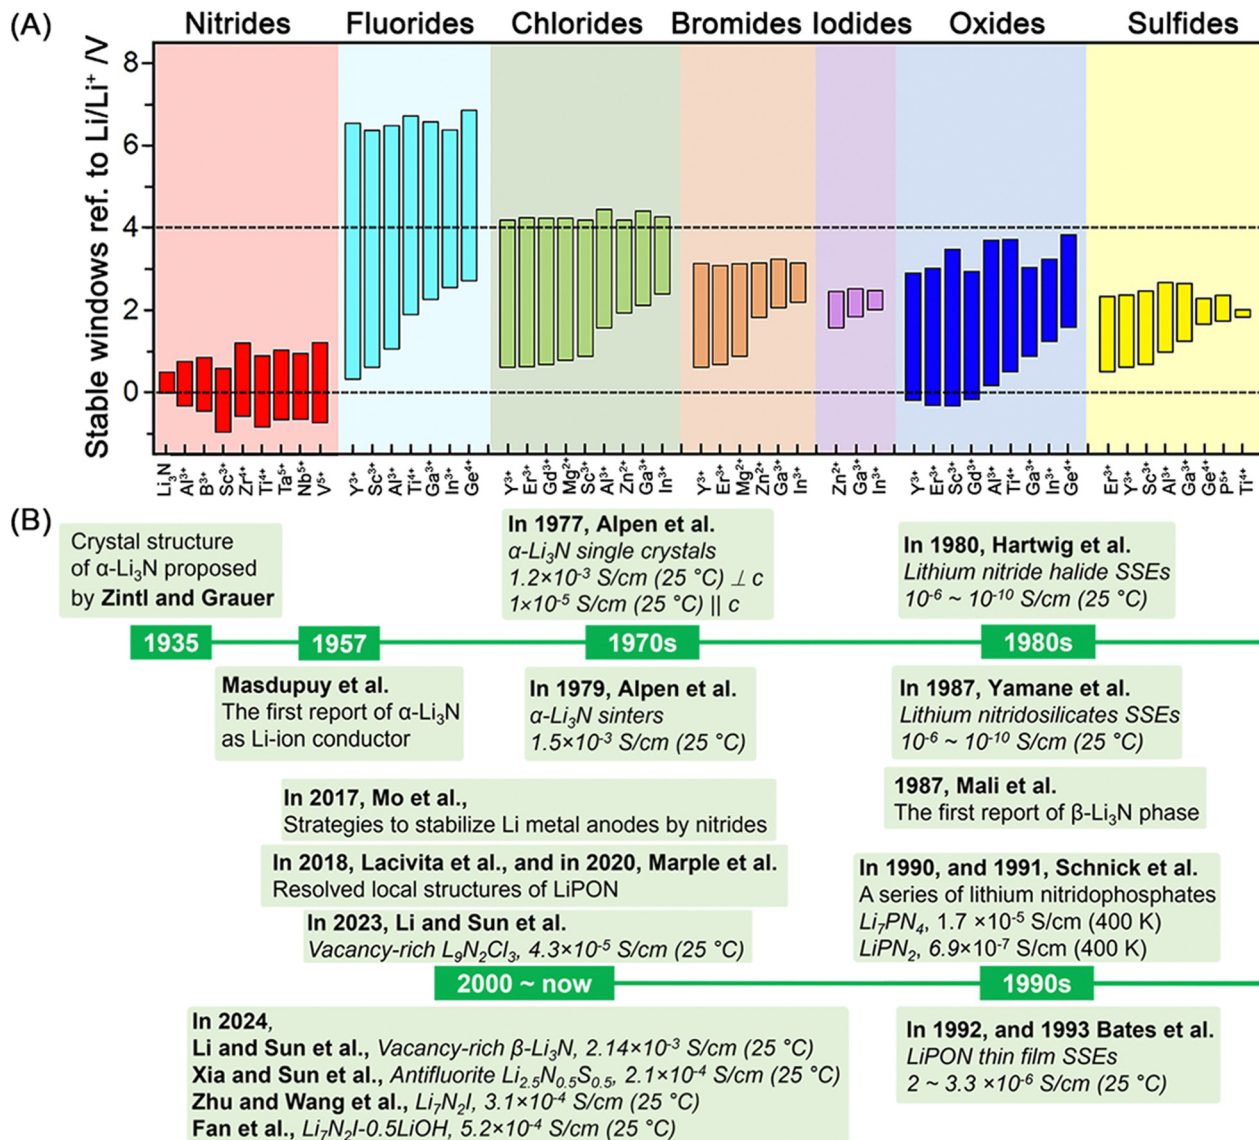 (A)
Nitrides Fluorides Chlorides Bromides Iodides Oxides Sulfides
Stable windows ref. to Li/Li⁺ /V
8
6
4
2
0
Li₃N Al³⁺ B³⁺ Sc³⁺ Zr⁴⁺ Ti⁴⁺ Ta⁵⁺ Nb⁵⁺ V⁵⁺ Y³⁺ Sc³⁺ Al³⁺ Ti⁴⁺ Ga³⁺ In³⁺ Ge⁴⁺ Y³⁺ Er³⁺ Gd³⁺ Mg²⁺ Sc³⁺ Al³⁺ Zn²⁺ Ga³⁺ In³⁺ Y³⁺ Er³⁺ Mg²⁺ Zn²⁺ Ga³⁺ In³⁺ Zn²⁺ Ga³⁺ In³⁺ Y³⁺ Er³⁺ Sc³⁺ Gd³⁺ Al³⁺ Ti⁴⁺ Ga³⁺ In³⁺ Ge⁴⁺ Er³⁺ Y³⁺ Sc³⁺ Al³⁺ Ga³⁺ Ge⁴⁺ P⁵⁺ Ti⁴⁺
(B)
Crystal structure
of α-Li₃N proposed
by Zintl and Grauer
In 1977, Alpen et al.
α-Li₃N single crystals
1.2×10⁻³ S/cm (25 °C) ⊥ c
1×10⁻⁵ S/cm (25 °C) || c
In 1980, Hartwig et al.
Lithium nitride halide SSEs
10⁻⁶ ~ 10⁻¹⁰ S/cm (25 °C)
1935
1957
1970s
1980s
Masdupuy et al.
The first report of α-Li₃N
as Li-ion conductor
In 1979, Alpen et al.
α-Li₃N sinters
1.5×10⁻³ S/cm (25 °C)
In 1987, Yamane et al.
Lithium nitridosilicates SSEs
10⁻⁶ ~ 10⁻¹⁰ S/cm (25 °C)
1987, Mali et al.
The first report of β-Li₃N phase
In 2017, Mo et al.,
Strategies to stabilize Li metal anodes by nitrides
In 2018, Lacivita et al., and in 2020, Marple et al.
Resolved local structures of LiPON
In 2023, Li and Sun et al.
Vacancy-rich L₉N₂Cl₃, 4.3×10⁻⁵ S/cm (25 °C)
In 1990, and 1991, Schnick et al.
A series of lithium nitridophosphates
Li₇PN₄, 1.7 ×10⁻⁵ S/cm (400 K)
LiPN₂, 6.9×10⁻⁷ S/cm (400 K)
2000 ~ now
1990s
In 2024,
Li and Sun et al., Vacancy-rich β-Li₃N, 2.14×10⁻³ S/cm (25 °C)
Xia and Sun et al., Antifluorite Li₂.₅N₀.₅S₀.₅, 2.1×10⁻⁴ S/cm (25 °C)
Zhu and Wang et al., Li₇N₂I, 3.1×10⁻⁴ S/cm (25 °C)
Fan et al., Li₇N₂I-0.5LiOH, 5.2×10⁻⁴ S/cm (25 °C)
In 1992, and 1993 Bates et al.
LiPON thin film SSEs
2 ~ 3.3 ×10⁻⁶ S/cm (25 °C)